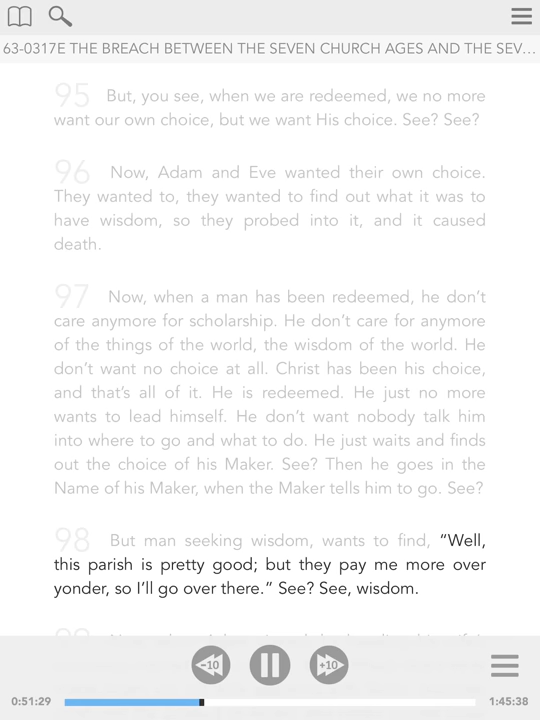 63-0317E THE BREACH BETWEEN THE SEVEN CHURCH AGES AND THE SEV...
95 But, you see, when we are redeemed, we no more
want our own choice, but we want His choice. See? See?
96 Now, Adam and Eve wanted their own choice.
They wanted to, they wanted to find out what it was to
have wisdom, so they probed into it, and it caused
death.
97 Now, when a man has been redeemed, he don't
care anymore for scholarship. He don't care for anymore
of the things of the world, the wisdom of the world. He
don't want no choice at all. Christ has been his choice,
and that's all of it. He is redeemed. He just no more
wants to lead himself. He don't want nobody talk him
into where to go and what to do. He just waits and finds
out the choice of his Maker. See? Then he goes in the
Name of his Maker, when the Maker tells him to go. See?
98 But man seeking wisdom, wants to find, “Well,
this parish is pretty good; but they pay me more over
yonder, so I'll go over there.” See? See, wisdom.
-10
+10
0:51:29
1:45:38